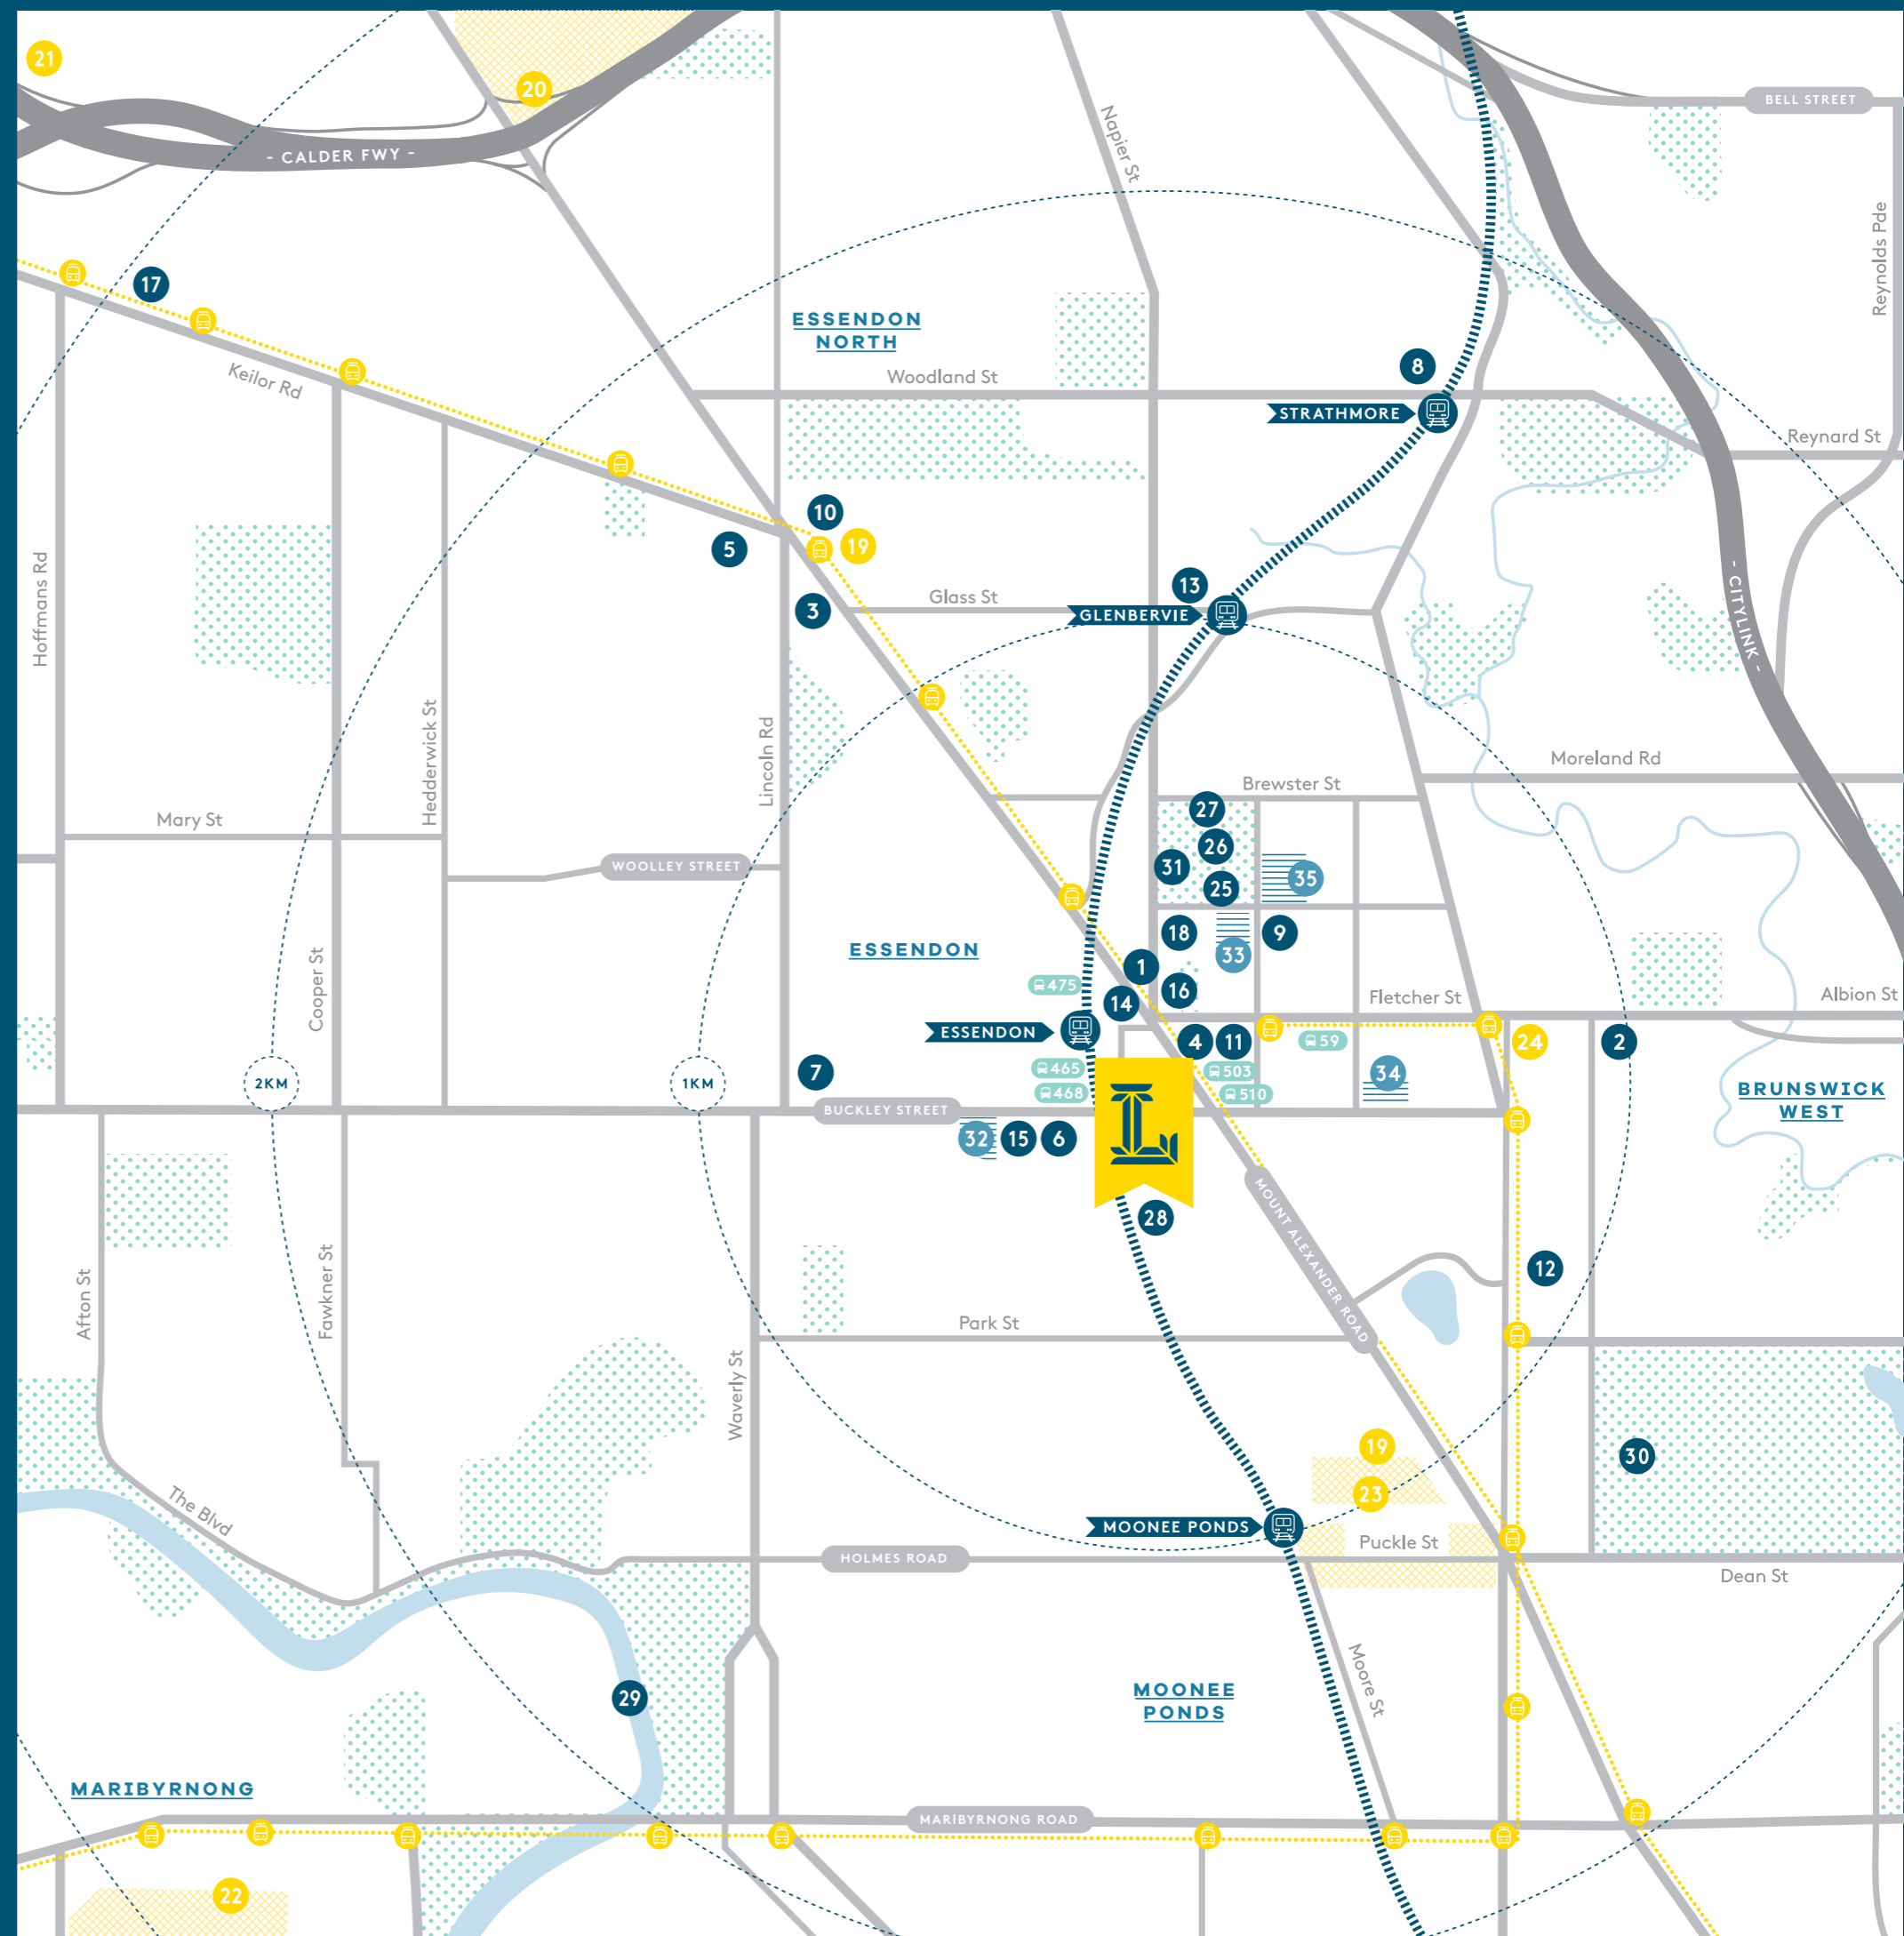 21
20
- CALDER FWY -
Napier St
BELL STREET
Reynolds Pde
17
ESSENDON
NORTH
Keilor Rd
Woodland St
8
STRATHMORE
Reynard St
10
19
5
Hoffmans Rd
3
Glass St
13
GLENBERVIE
- CITYLINK -
Hedderwick St
Lincoln Rd
Moreland Rd
Brewster St
Mary St
27
26
31
25
35
WOOLLEY STREET
18
9
33
ESSENDON
Cooper St
1
475
16
14
Fletcher St
Albion St
ESSENDON
4
11
59
24
2
465
503
34
7
2KM
1KM
468
510
BRUNSWICK
WEST
BUCKLEY STREET
32
15
6
L
28
MOUNT ALEXANDER ROAD
12
Afton St
Fawkner St
Park St
Waverly St
19
30
23
The Blvd
MOONEE PONDS
Puckle St
HOLMES ROAD
Dean St
Moore St
29
MOONEE
PONDS
MARIBYRNONG
MARIBYRNONG ROAD
22